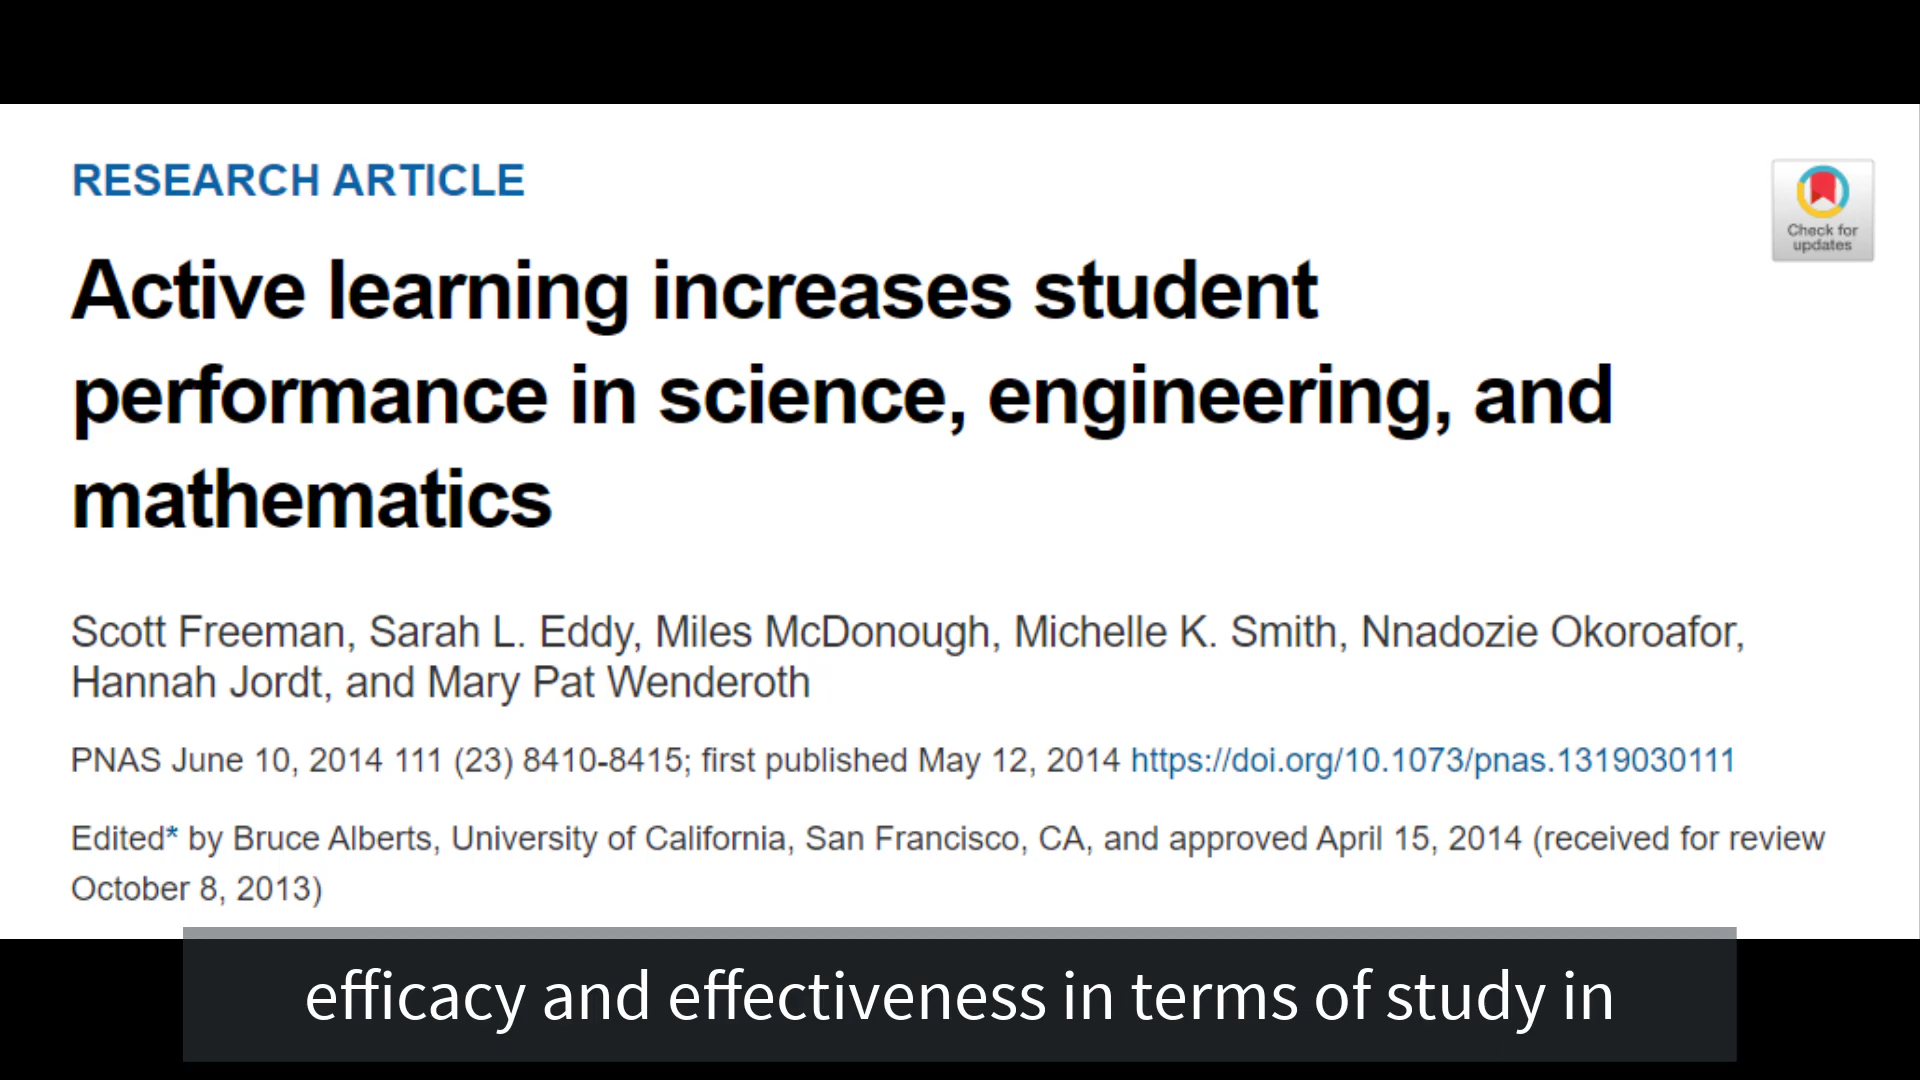 RESEARCH ARTICLE
Check for
updates
Active learning increases student
performance in science, engineering, and
mathematics
Scott Freeman, Sarah L. Eddy, Miles McDonough, Michelle K. Smith, Nnadozie Okoroafor,
Hannah Jordt, and Mary Pat Wenderoth
PNAS June 10, 2014 111 (23) 8410-8415; first published May 12, 2014 https://doi.org/10.1073/pnas.1319030111
Edited* by Bruce Alberts, University of California, San Francisco, CA, and approved April 15, 2014 (received for review
October 8, 2013)
efficacy and effectiveness in terms of study in